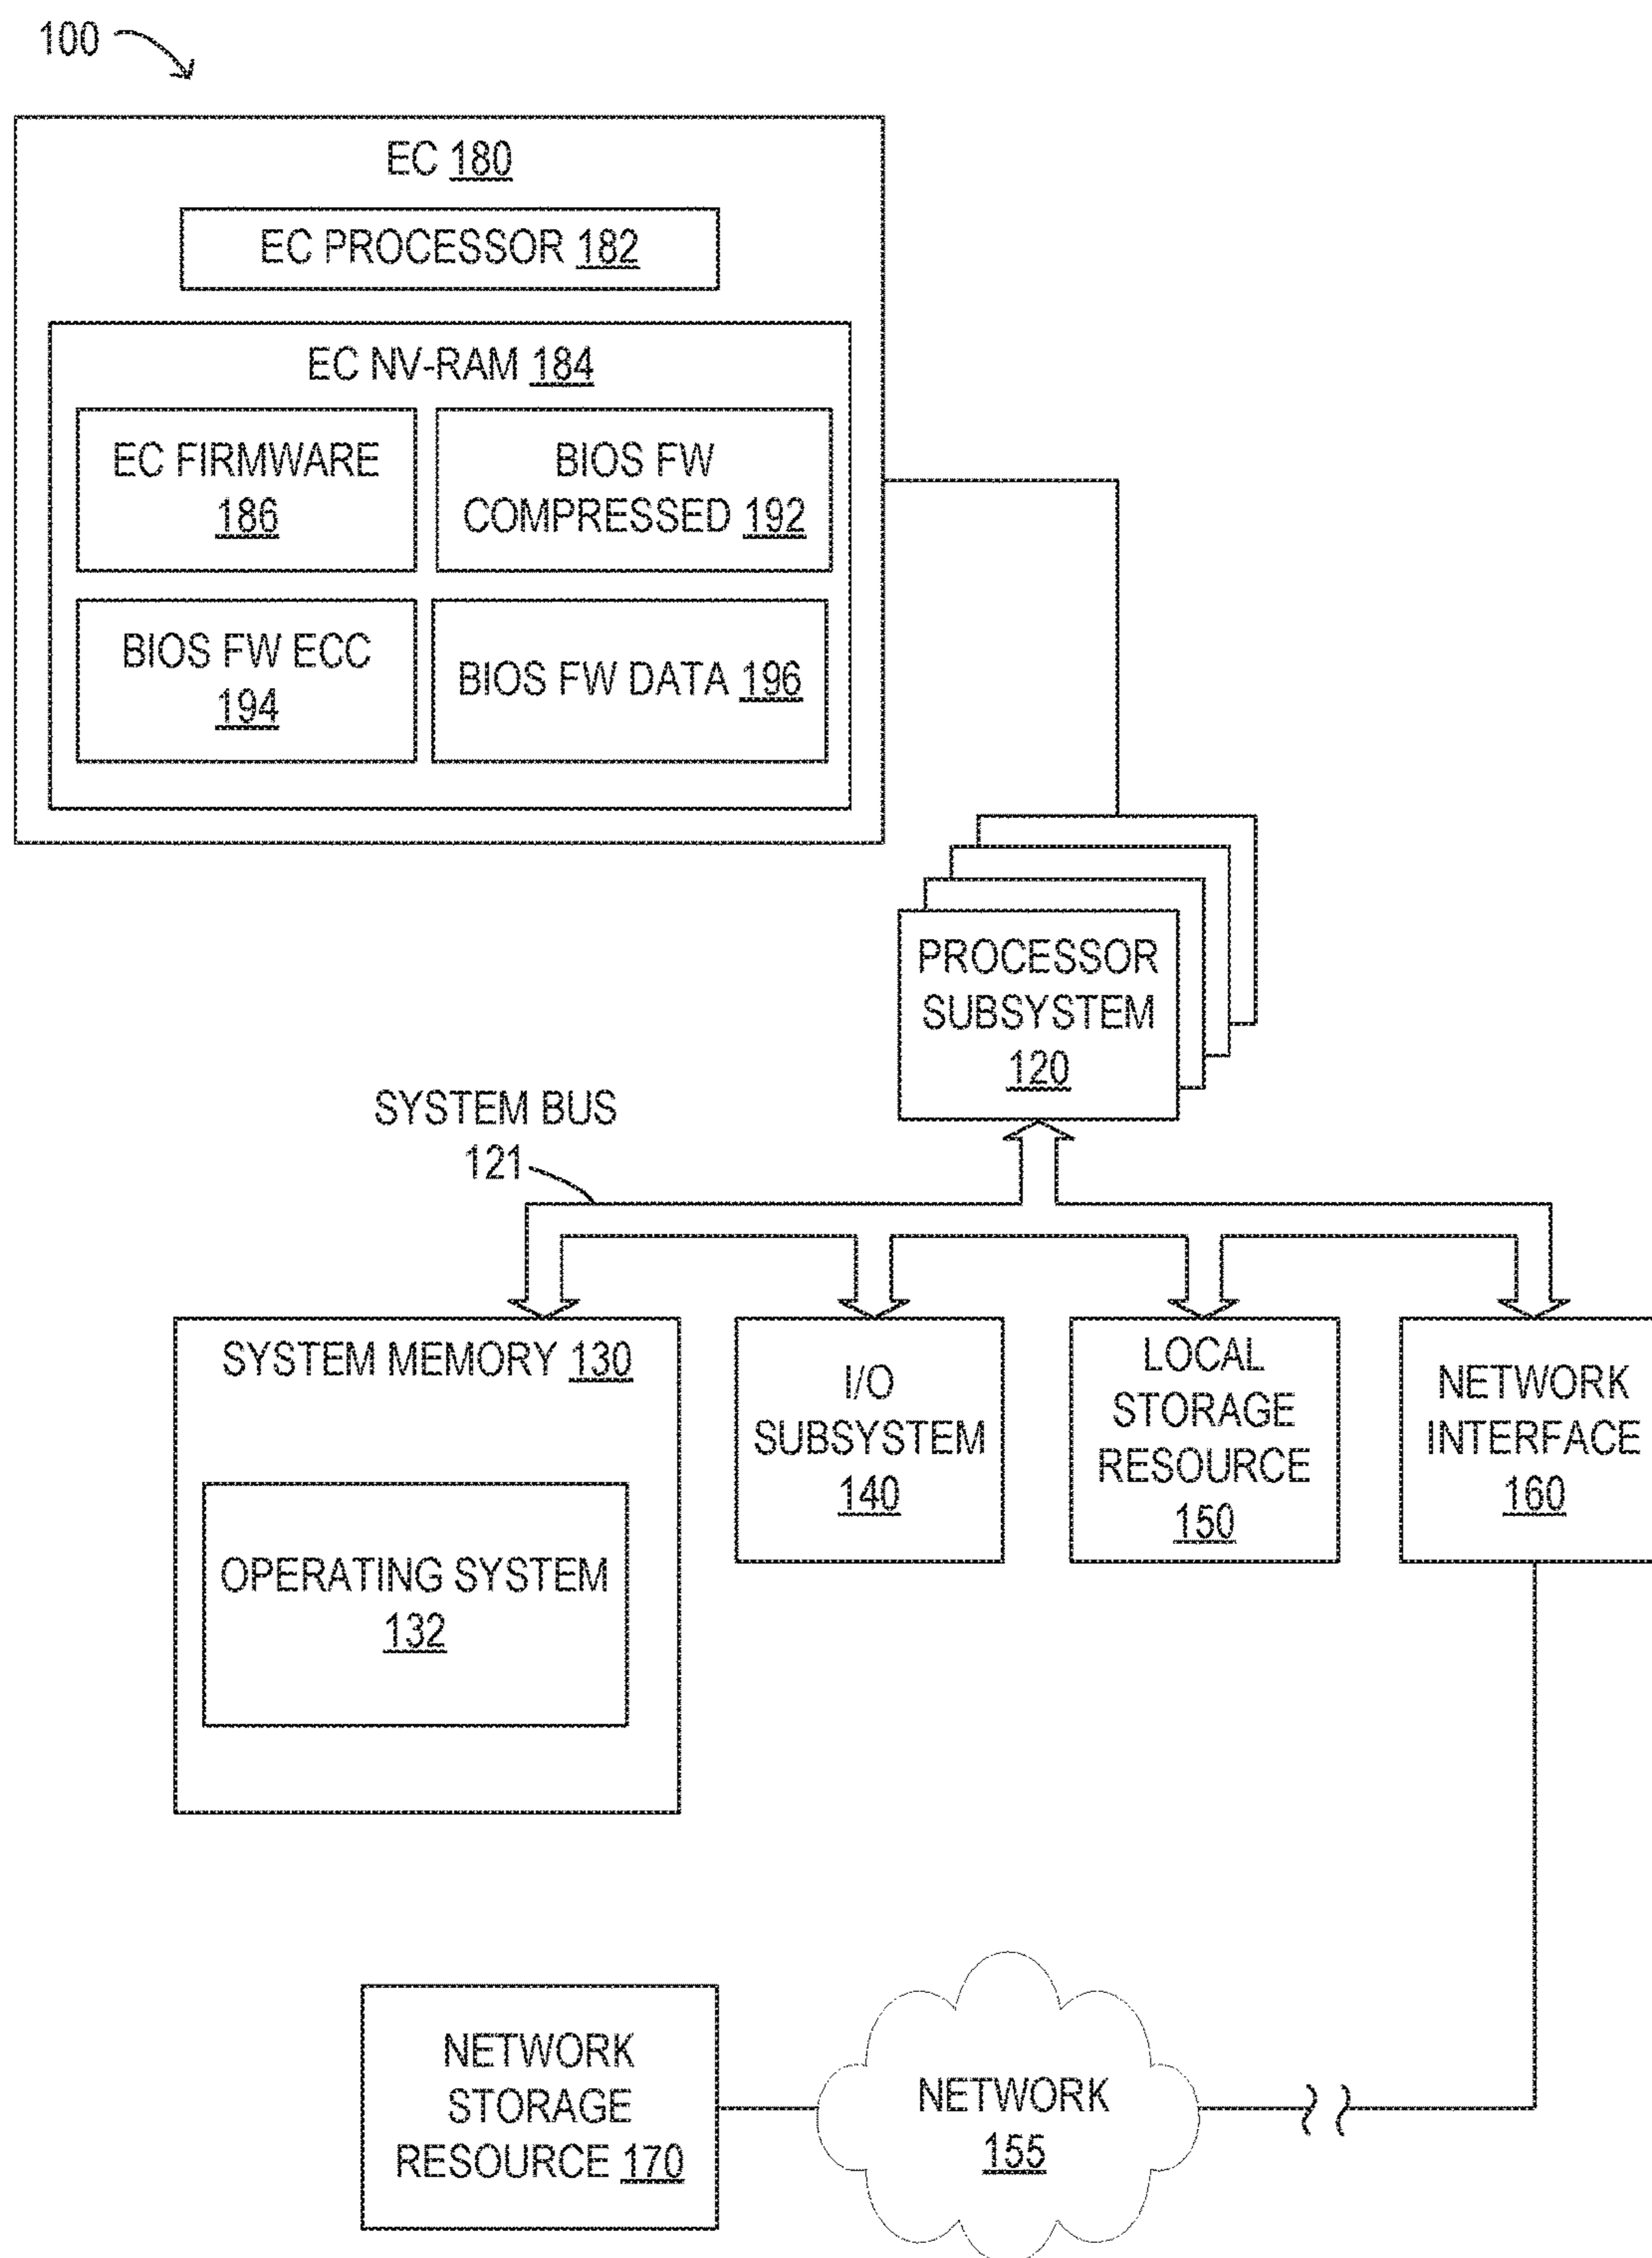 100
EC 180
EC PROCESSOR 182
EC NV-RAM 184
EC FIRMWARE
186
BIOS FW
COMPRESSED 192
BIOS FW ECC
194
BIOS FW DATA 196
PROCESSOR
SUBSYSTEM
120
SYSTEM BUS
121
SYSTEM MEMORY 130
OPERATING SYSTEM
132
I/O
SUBSYSTEM
140
LOCAL
STORAGE
RESOURCE
150
NETWORK
INTERFACE
160
NETWORK
STORAGE
RESOURCE 170
NETWORK
155